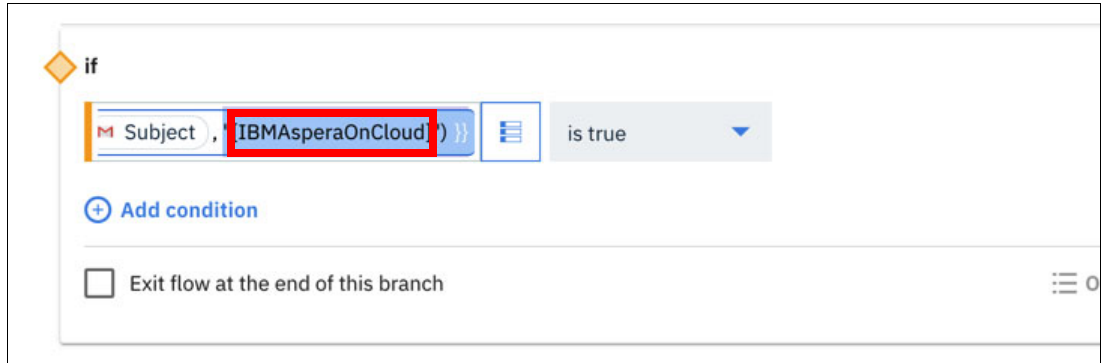 if
Subject , '[IBMAsperaOnCloud]') }} is true
Add condition
Exit flow at the end of this branch